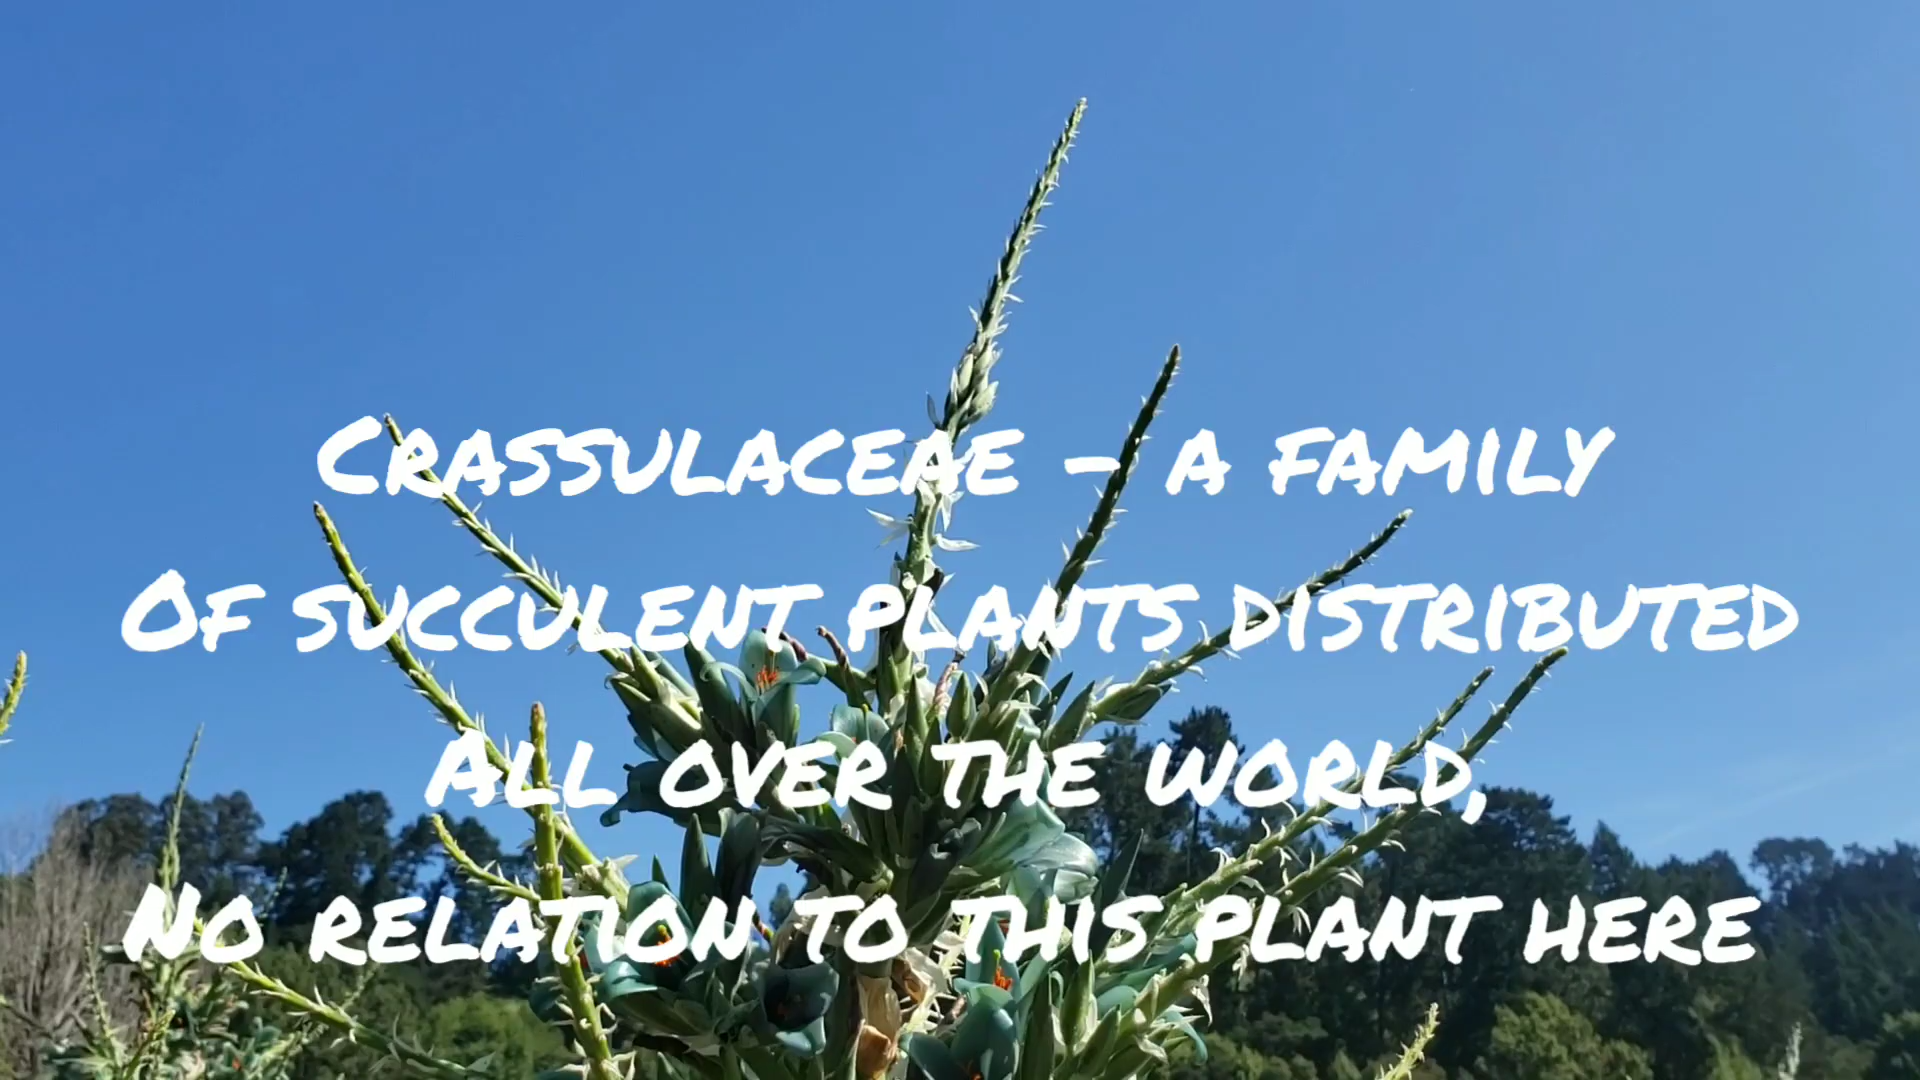 Crassulaceae - a family
Of succulent plants distributed
All over the world,
No relation to this plant here